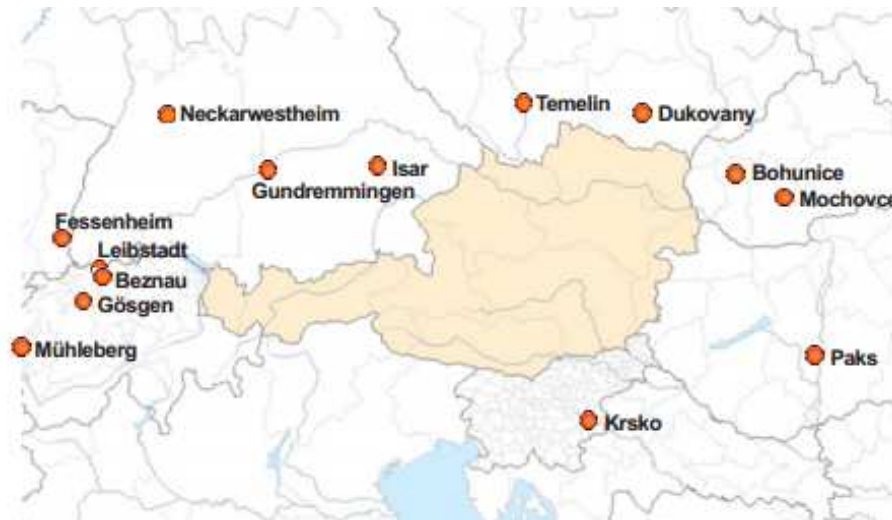 Temelin
Neckarwestheim
Dukovany
Isar
Bohunice
Gundremmingen
Mochovce
Fessenheim
Leibstadt
Beznau
Gösgen
Mühleberg
Paks
Krsko